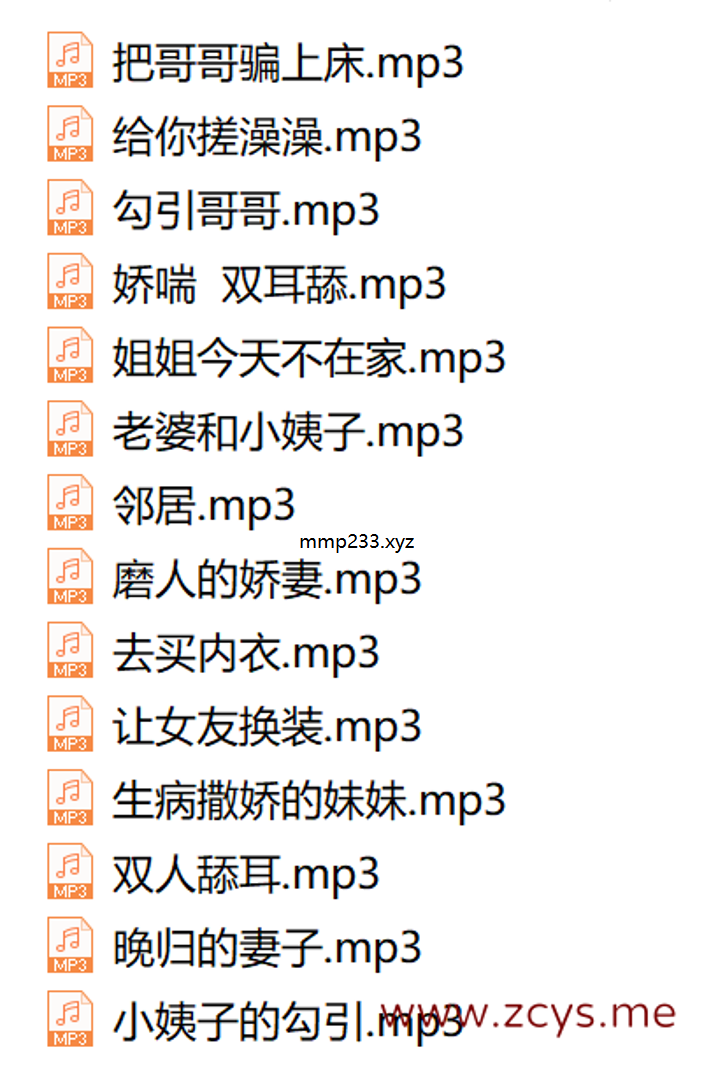 把哥哥骗上床.mp3
给你搓澡澡.mp3
勾引哥哥.mp3
娇喘 双耳舔.mp3
姐姐今天不在家.mp3
老婆和小姨子.mp3
邻居.mp3
mmp233.xyz
磨人的娇妻.mp3
去买内衣.mp3
让女友换装.mp3
生病撒娇的妹妹.mp3
双人舔耳.mp3
晚归的妻子.mp3
小姨子的勾引.mp3
www.zcys.me
MP3
MP3
MP3
MP3
MP3
MP3
MP3
MP3
MP3
MP3
MP3
MP3
MP3
MP3